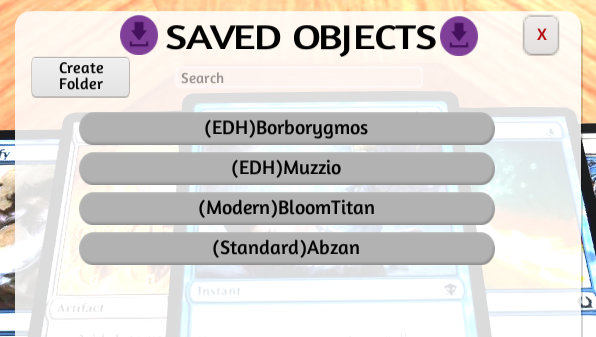 SAVED OBJECTS
X
Create
Folder
Search
(EDH)Borborygmos
(EDH)Muzzio
(Modern)BloomTitan
(Standard)Abzan
Artifact
Instant